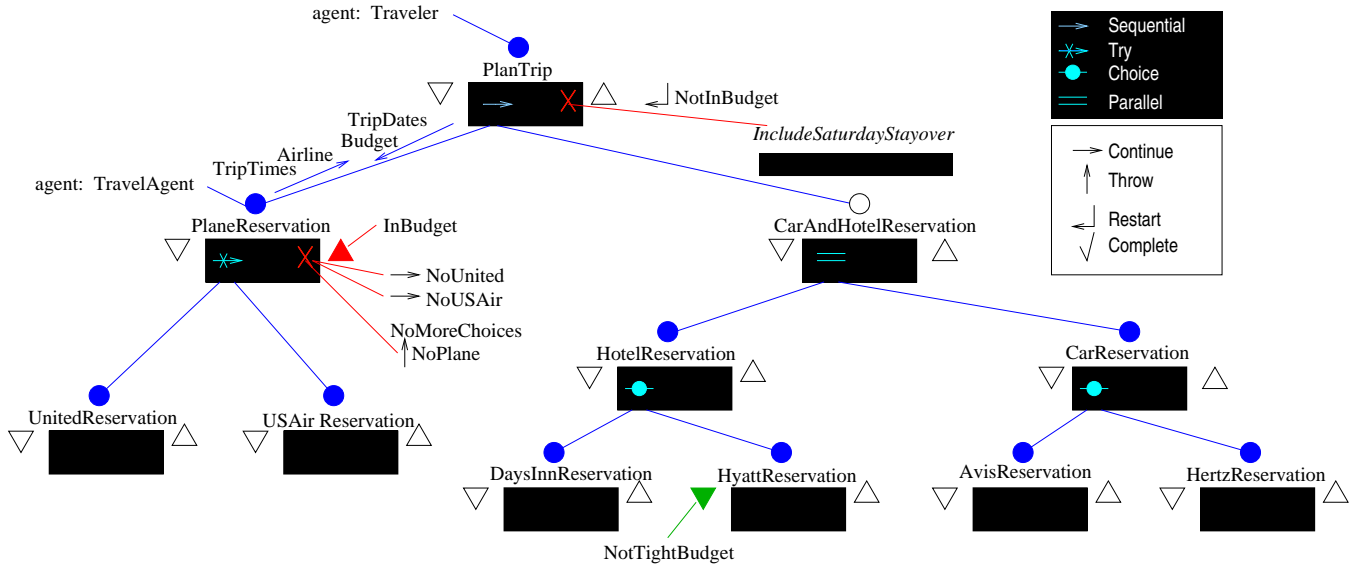 agent: Traveler
PlanTrip
NotInBudget
IncludeSaturdayStayover
TripDates
Budget
Airline
TripTimes
agent: TravelAgent
PlaneReservation
InBudget
NoUnited
NoUSAir
NoMoreChoices
NoPlane
CarAndHotelReservation
HotelReservation
CarReservation
UnitedReservation
USAir Reservation
DaysInnReservation
HyattReservation
AvisReservation
HertzReservation
NotTightBudget
Sequential
Try
Choice
Parallel
Continue
Throw
Restart
Complete